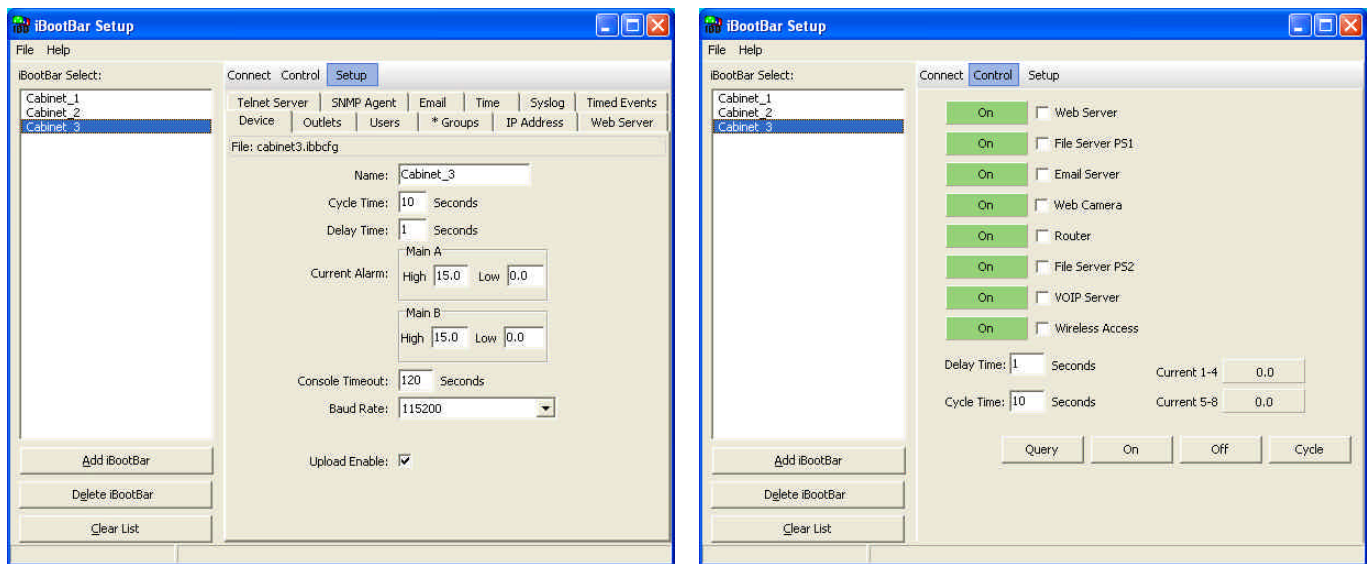 iBootBar Setup
File Help
iBootBar Select:
Cabinet_1
Cabinet_2
Cabinet_3
Add iBootBar
Delete iBootBar
Clear List
Connect Control Setup
Telnet Server SNMP Agent Email Time Syslog Timed Events
Device Outlets Users * Groups IP Address Web Server
File: cabinet3.ibbcfg
Name: Cabinet_3
Cycle Time: 10 Seconds
Delay Time: 1 Seconds
Main A
Current Alarm: High 15.0 Low 0.0
Main B
High 15.0 Low 0.0
Console Timeout: 120 Seconds
Baud Rate: 115200
Upload Enable:
iBootBar Setup
File Help
iBootBar Select:
Cabinet_1
Cabinet_2
Cabinet_3
Add iBootBar
Delete iBootBar
Clear List
Connect Control Setup
On Web Server
On File Server PS1
On Email Server
On Web Camera
On Router
On File Server PS2
On VOIP Server
On Wireless Access
Delay Time: 1 Seconds Current 1-4 0.0
Cycle Time: 10 Seconds Current 5-8 0.0
Query On Off Cycle